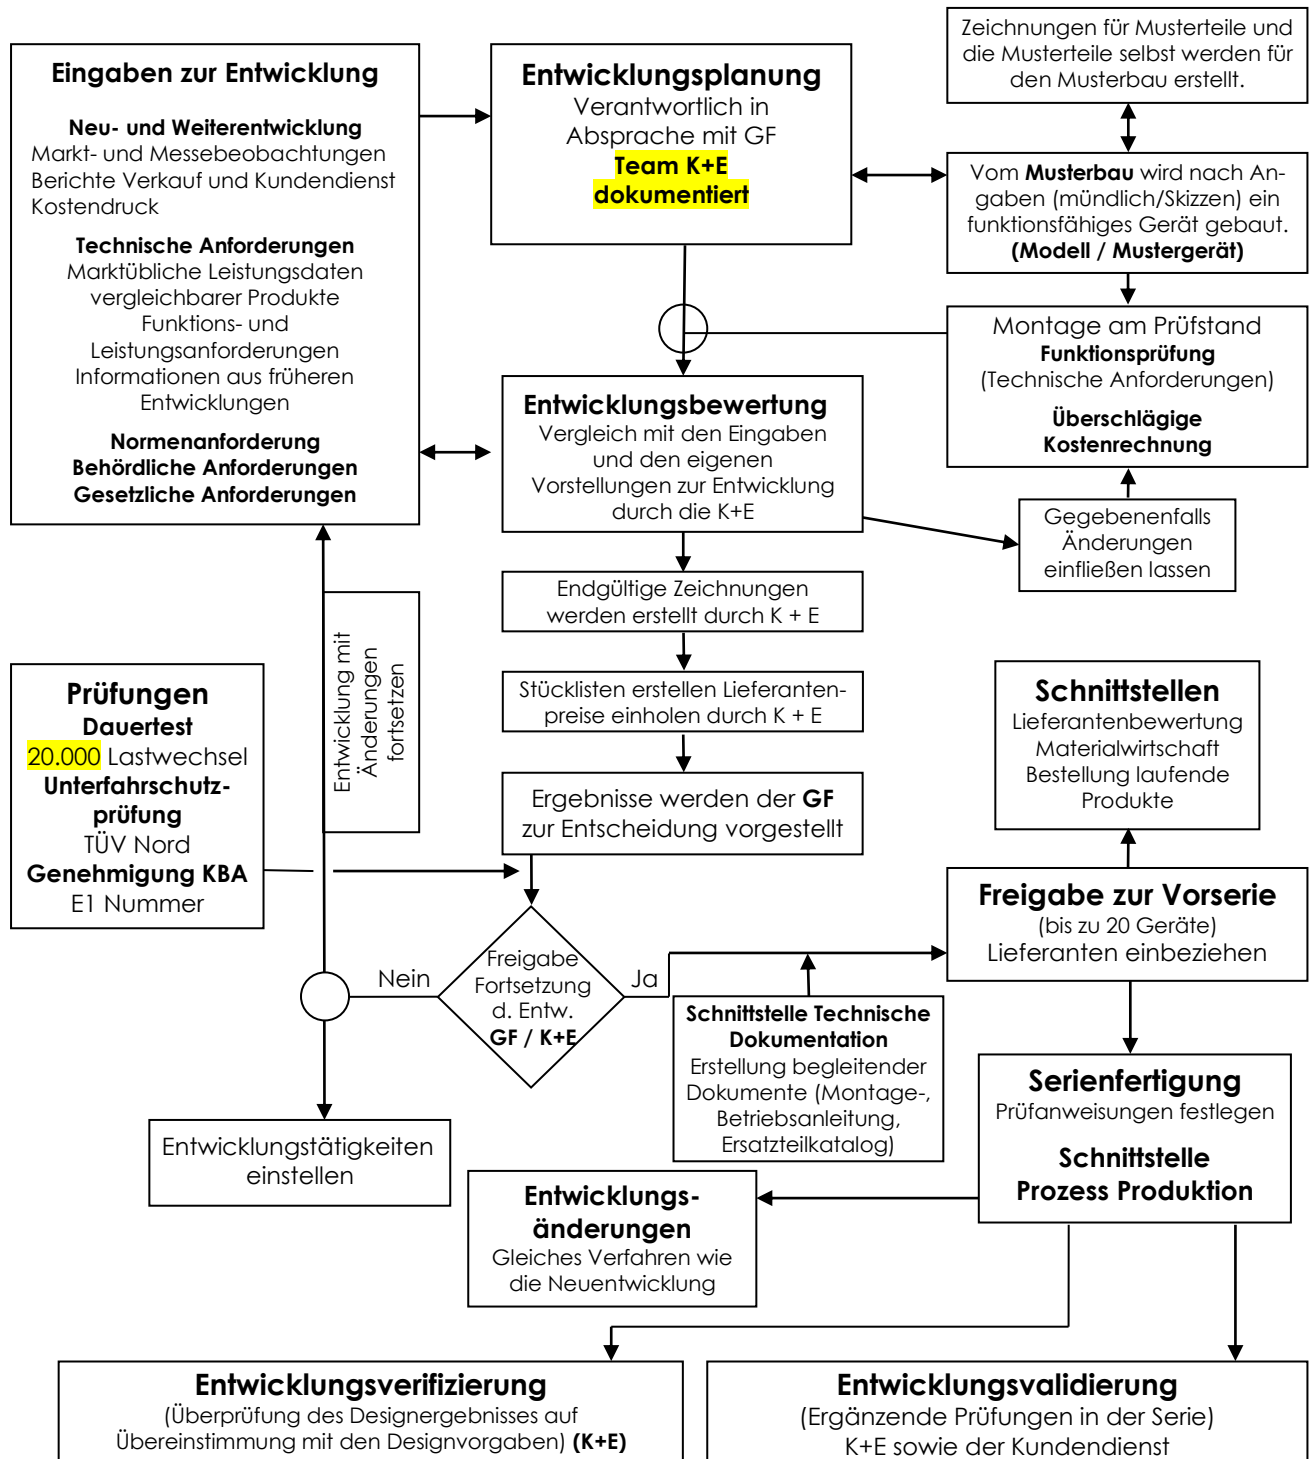 Eingaben zur Entwicklung
Neu- und Weiterentwicklung
Markt- und Messebeobachtungen
Berichte Verkauf und Kundendienst
Kostendruck
Technische Anforderungen
Marktübliche Leistungsdaten
vergleichbarer Produkte
Funktions- und
Leistungsanforderungen
Informationen aus früheren
Entwicklungen
Normenanforderung
Behördliche Anforderungen
Gesetzliche Anforderungen
Entwicklungsplanung
Verantwortlich in
Absprache mit GF
Team K+E
dokumentiert
Zeichnungen für Musterteile und
die Musterteile selbst werden für
den Musterbau erstellt.
Vom Musterbau wird nach An-
gaben (mündlich/Skizzen) ein
funktionsfähiges Gerät gebaut.
(Modell / Mustergerät)
Montage am Prüfstand
Funktionsprüfung
(Technische Anforderungen)
Überschlägige
Kostenrechnung
Entwicklungsbewertung
Vergleich mit den Eingaben
und den eigenen
Vorstellungen zur Entwicklung
durch die K+E
Gegebenenfalls
Änderungen
einfließen lassen
Endgültige Zeichnungen
werden erstellt durch K + E
Stücklisten erstellen Lieferanten-
preise einholen durch K + E
Ergebnisse werden der GF
zur Entscheidung vorgestellt
Entwicklung mit
Änderungen
fortsetzen
Prüfungen
Dauertest
20.000 Lastwechsel
Unterfahrschutz-
prüfung
TÜV Nord
Genehmigung KBA
E1 Nummer
Schnittstellen
Lieferantenbewertung
Materialwirtschaft
Bestellung laufende
Produkte
Freigabe zur Vorserie
(bis zu 20 Geräte)
Lieferanten einbeziehen
Nein
Freigabe
Fortsetzung
d. Entw.
GF / K+E
Ja
Schnittstelle Technische
Dokumentation
Erstellung begleitender
Dokumente (Montage-,
Betriebsanleitung,
Ersatzteilkatalog)
Serienfertigung
Prüfanweisungen festlegen
Schnittstelle
Prozess Produktion
Entwicklungstätigkeiten
einstellen
Entwicklungs-
änderungen
Gleiches Verfahren wie
die Neuentwicklung
Entwicklungsverifizierung
(Überprüfung des Designergebnisses auf
Übereinstimmung mit den Designvorgaben) (K+E)
Entwicklungsvalidierung
(Ergänzende Prüfungen in der Serie)
K+E sowie der Kundendienst